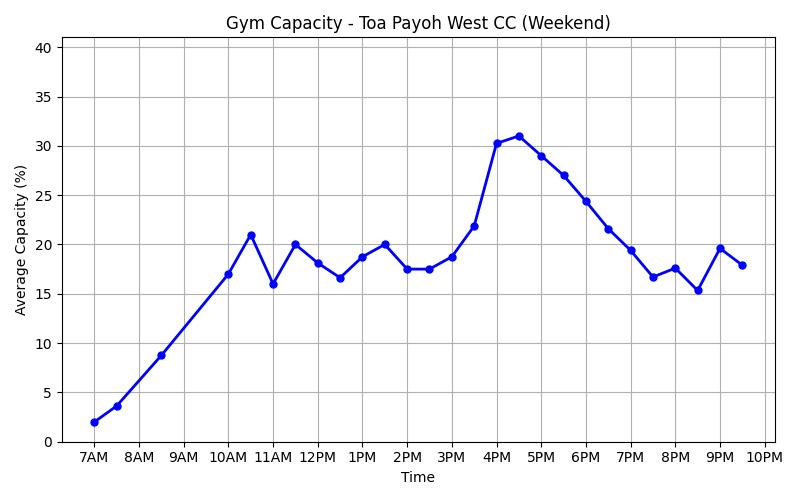 Gym Capacity - Toa Payoh West CC (Weekend)
Average Capacity (%)
40
35
30
25
20
15
10
5
0
7AM 8AM 9AM 10AM 11AM 12PM 1PM 2PM 3PM 4PM 5PM 6PM 7PM 8PM 9PM 10PM
Time